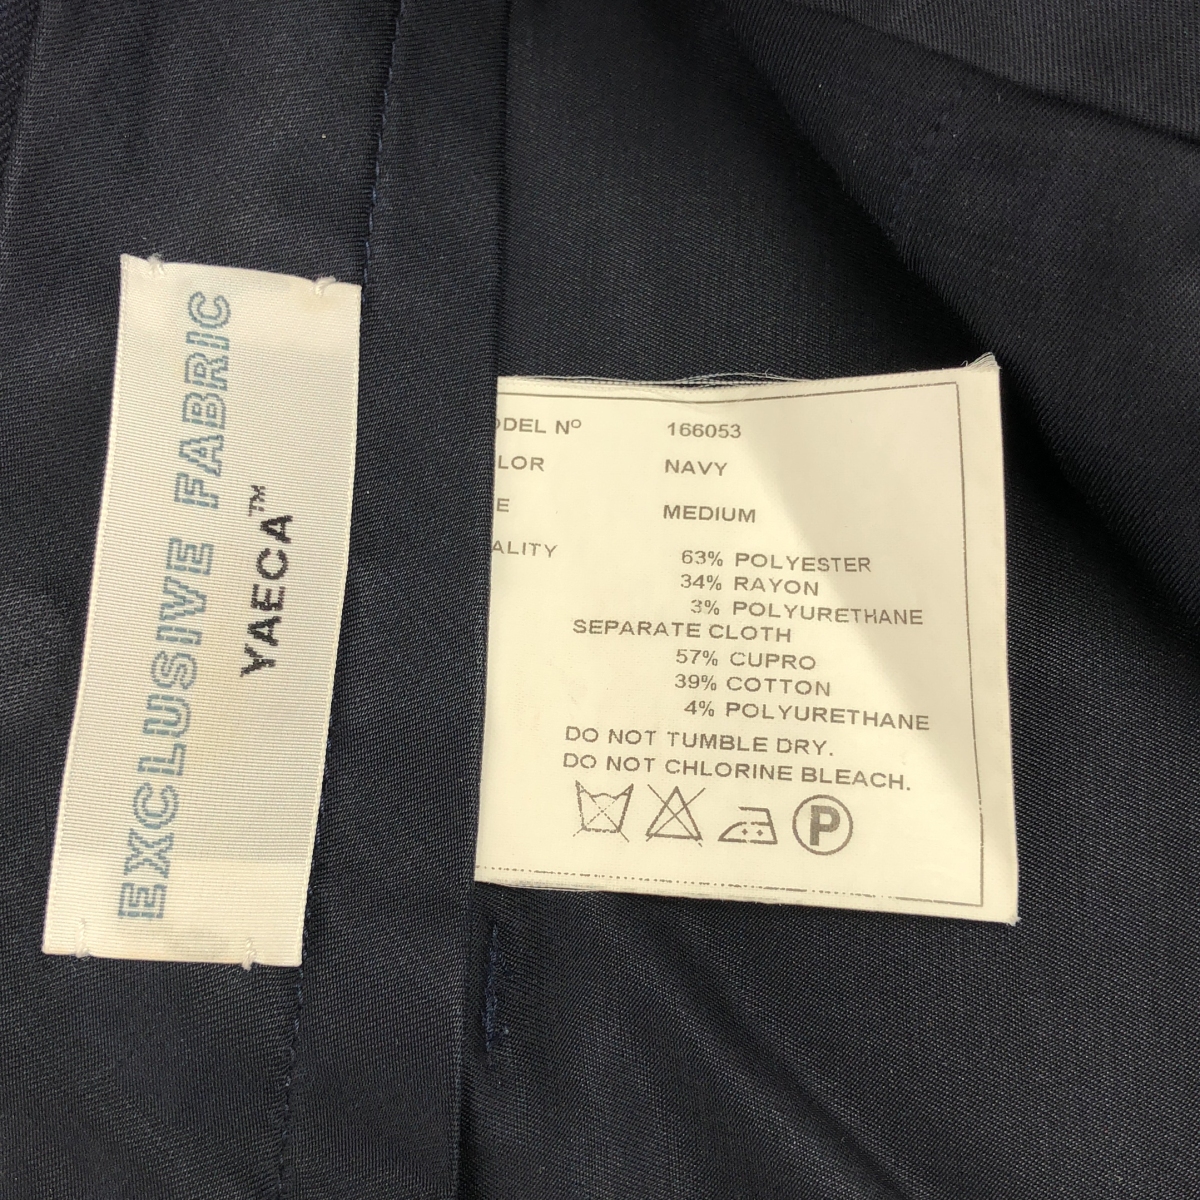 EXCLUSIVE FABRIC
YAECA™
ODEL Nº 166053
LOR NAVY
E MEDIUM
ALITY 63% POLYESTER
34% RAYON
3% POLYURETHANE
SEPARATE CLOTH
57% CUPRO
39% COTTON
4% POLYURETHANE
DO NOT TUMBLE DRY.
DO NOT CHLORINE BLEACH.
P